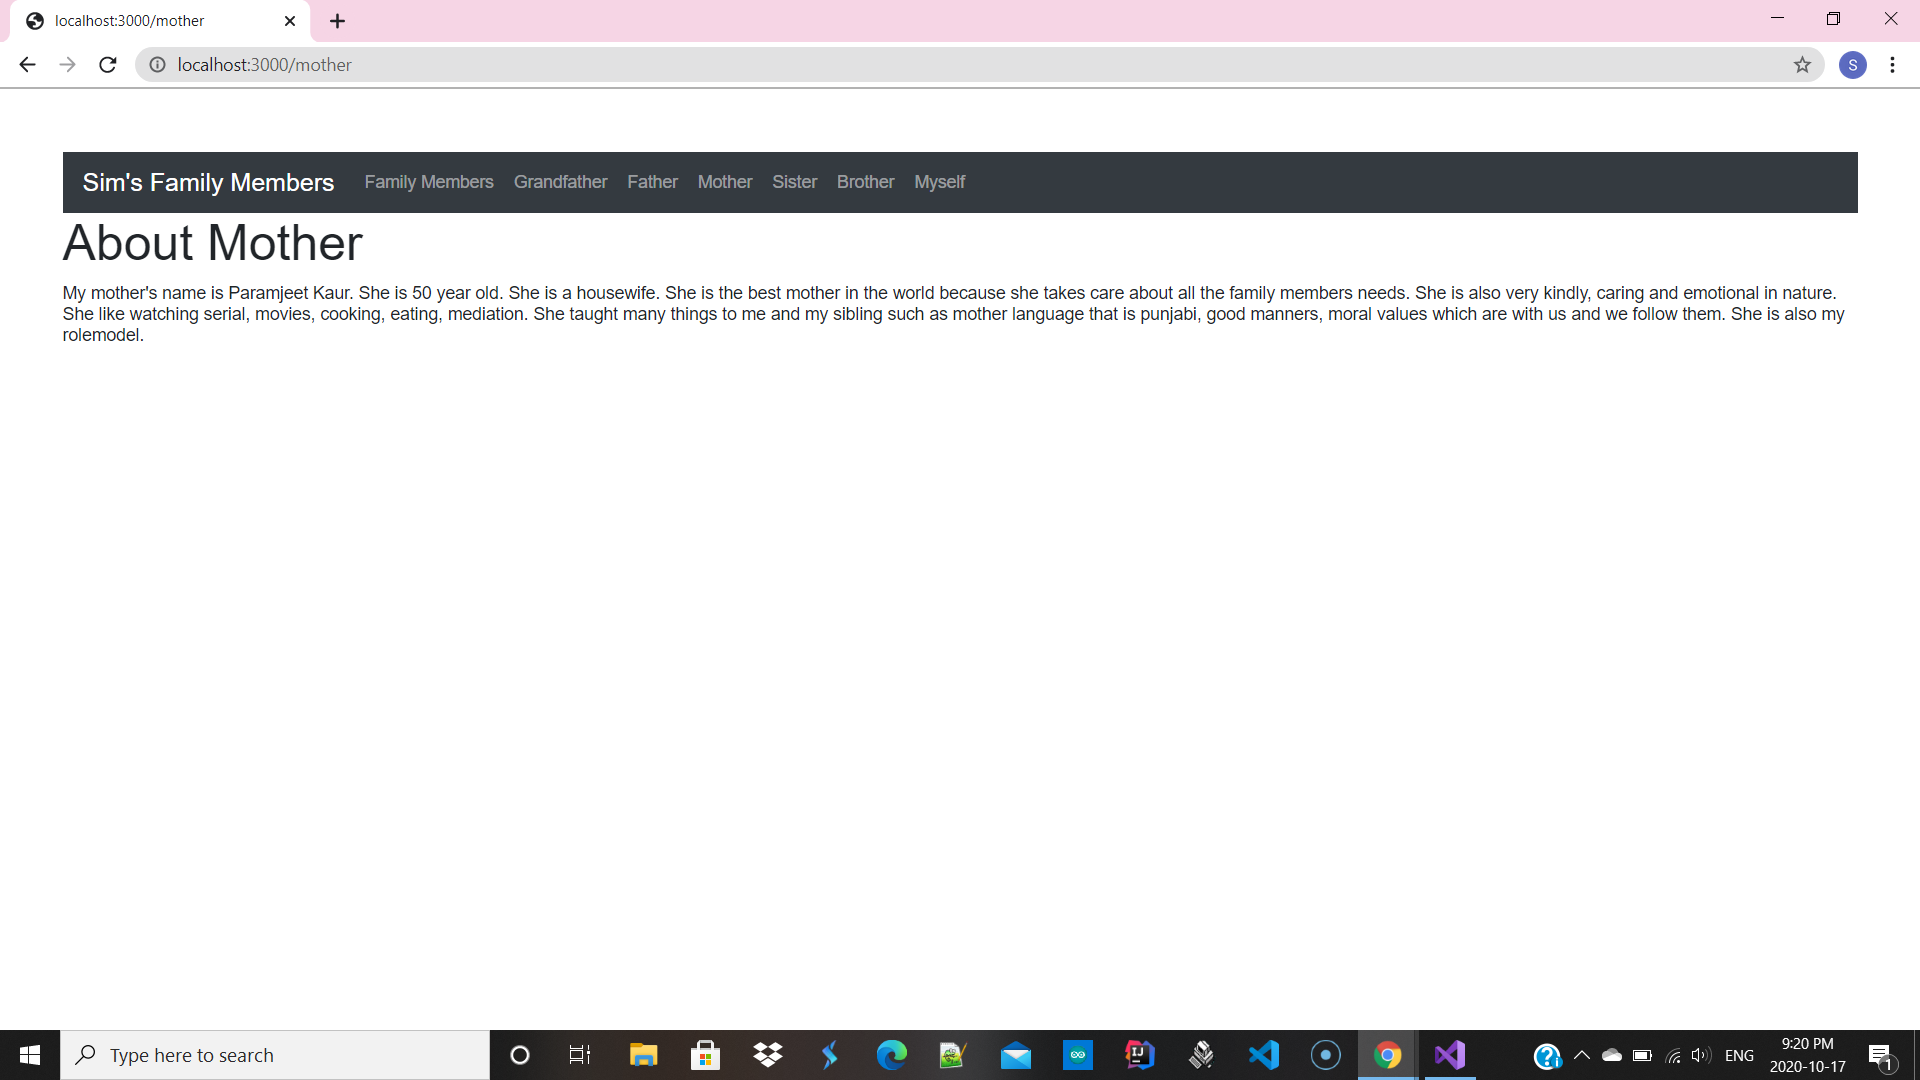 localhost:3000/mother
localhost:3000/mother
S
Sim's Family Members Family Members Grandfather Father Mother Sister Brother Myself
About Mother
My mother's name is Paramjeet Kaur. She is 50 year old. She is a housewife. She is the best mother in the world because she takes care about all the family members needs. She is also very kindly, caring and emotional in nature.
She like watching serial, movies, cooking, eating, mediation. She taught many things to me and my sibling such as mother language that is punjabi, good manners, moral values which are with us and we follow them. She is also my
rolemodel.
Type here to search
IJ
ENG
9:20 PM
2020-10-17
1